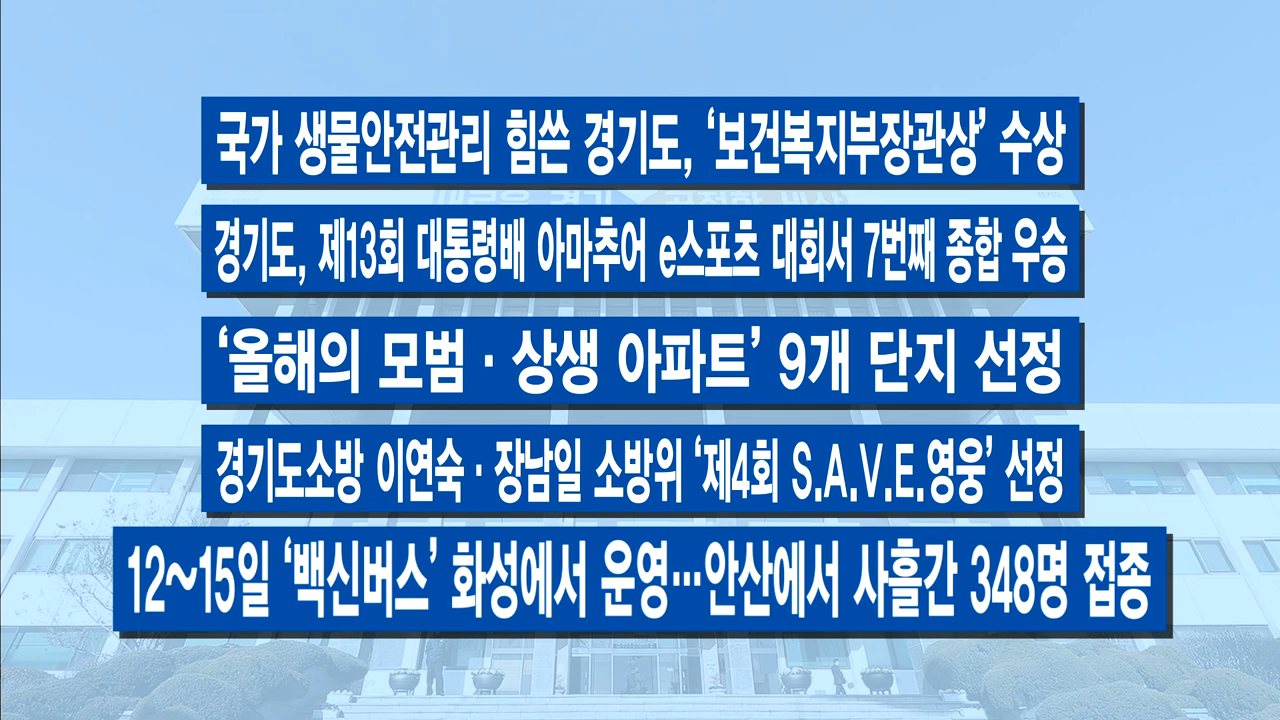 국가 생물안전관리 힘쓴 경기도, ‘보건복지부장관상’ 수상
경기도, 제13회 대통령배 아마추어 e스포츠 대회서 7번째 종합 우승
‘올해의 모범·상생 아파트’ 9개 단지 선정
경기도소방 이연숙·장남일 소방위 ‘제4회 S.A.V.E.영웅’ 선정
12~15일 ‘백신버스’ 화성에서 운영…안산에서 사흘간 348명 접종